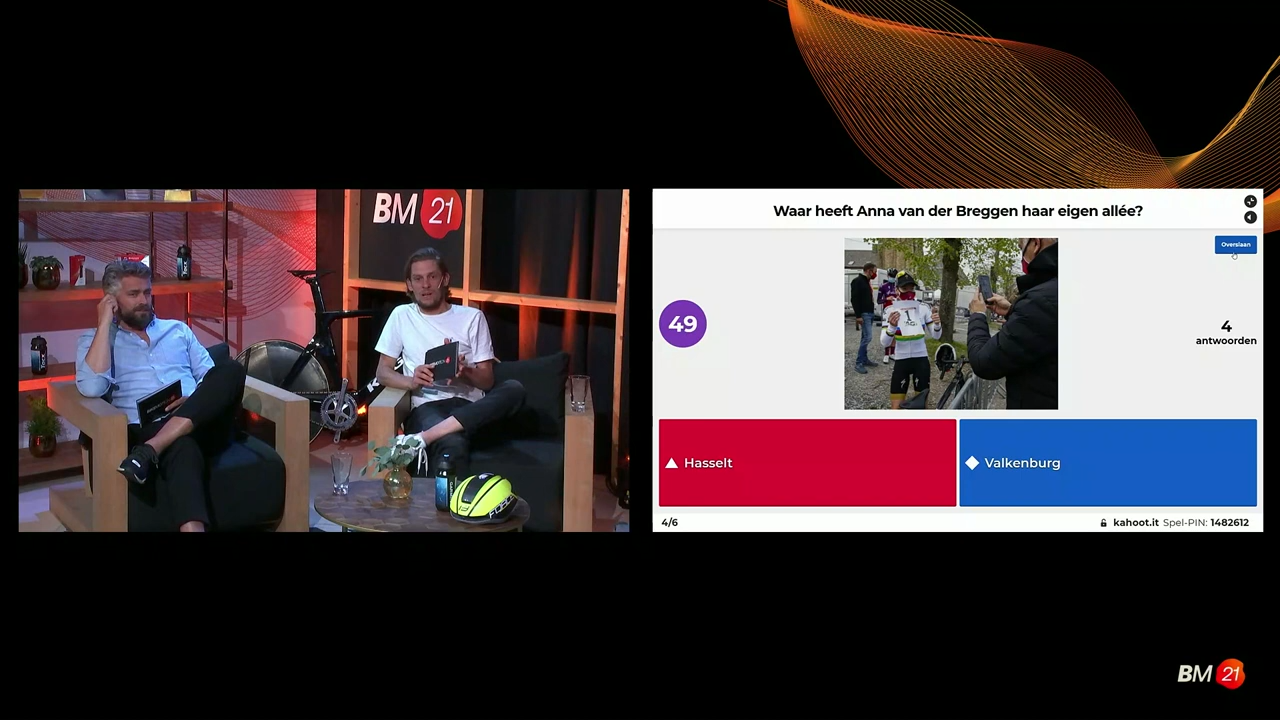 BM 21
Waar heeft Anna van der Breggen haar eigen allée?
Overslaan
49
1
4
antwoorden
Hasselt
Valkenburg
4/6
kahoot.it Spel-PIN: 1482612
BM 21